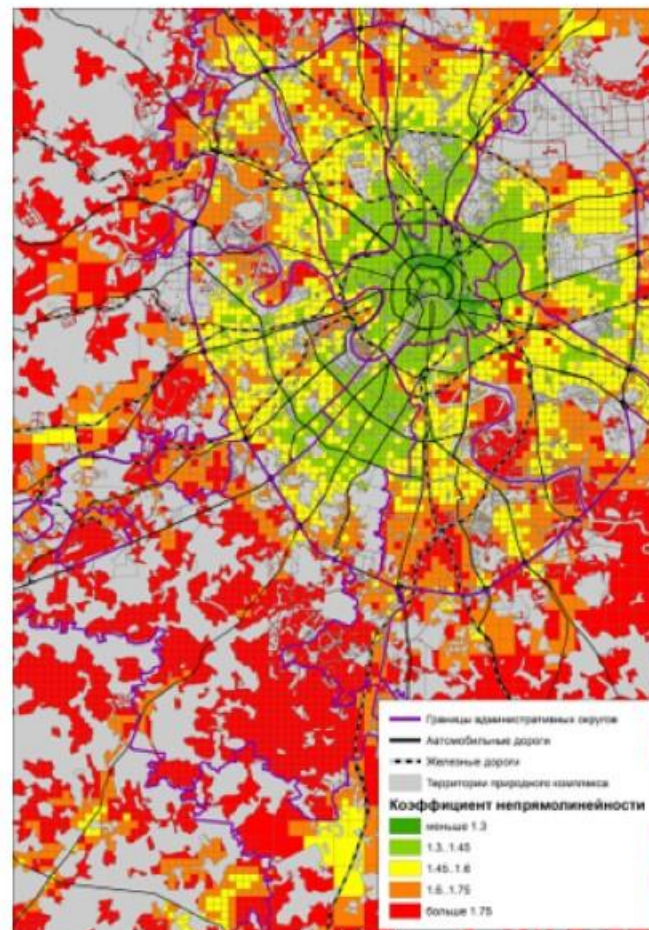 Границы административных округов
Автомобильные дороги
Железные дороги
Территории природного комплекса
Коэффициент непрямолинейности
меньше 1.3
1.3..1.45
1.45..1.6
1.6..1.75
больше 1.75